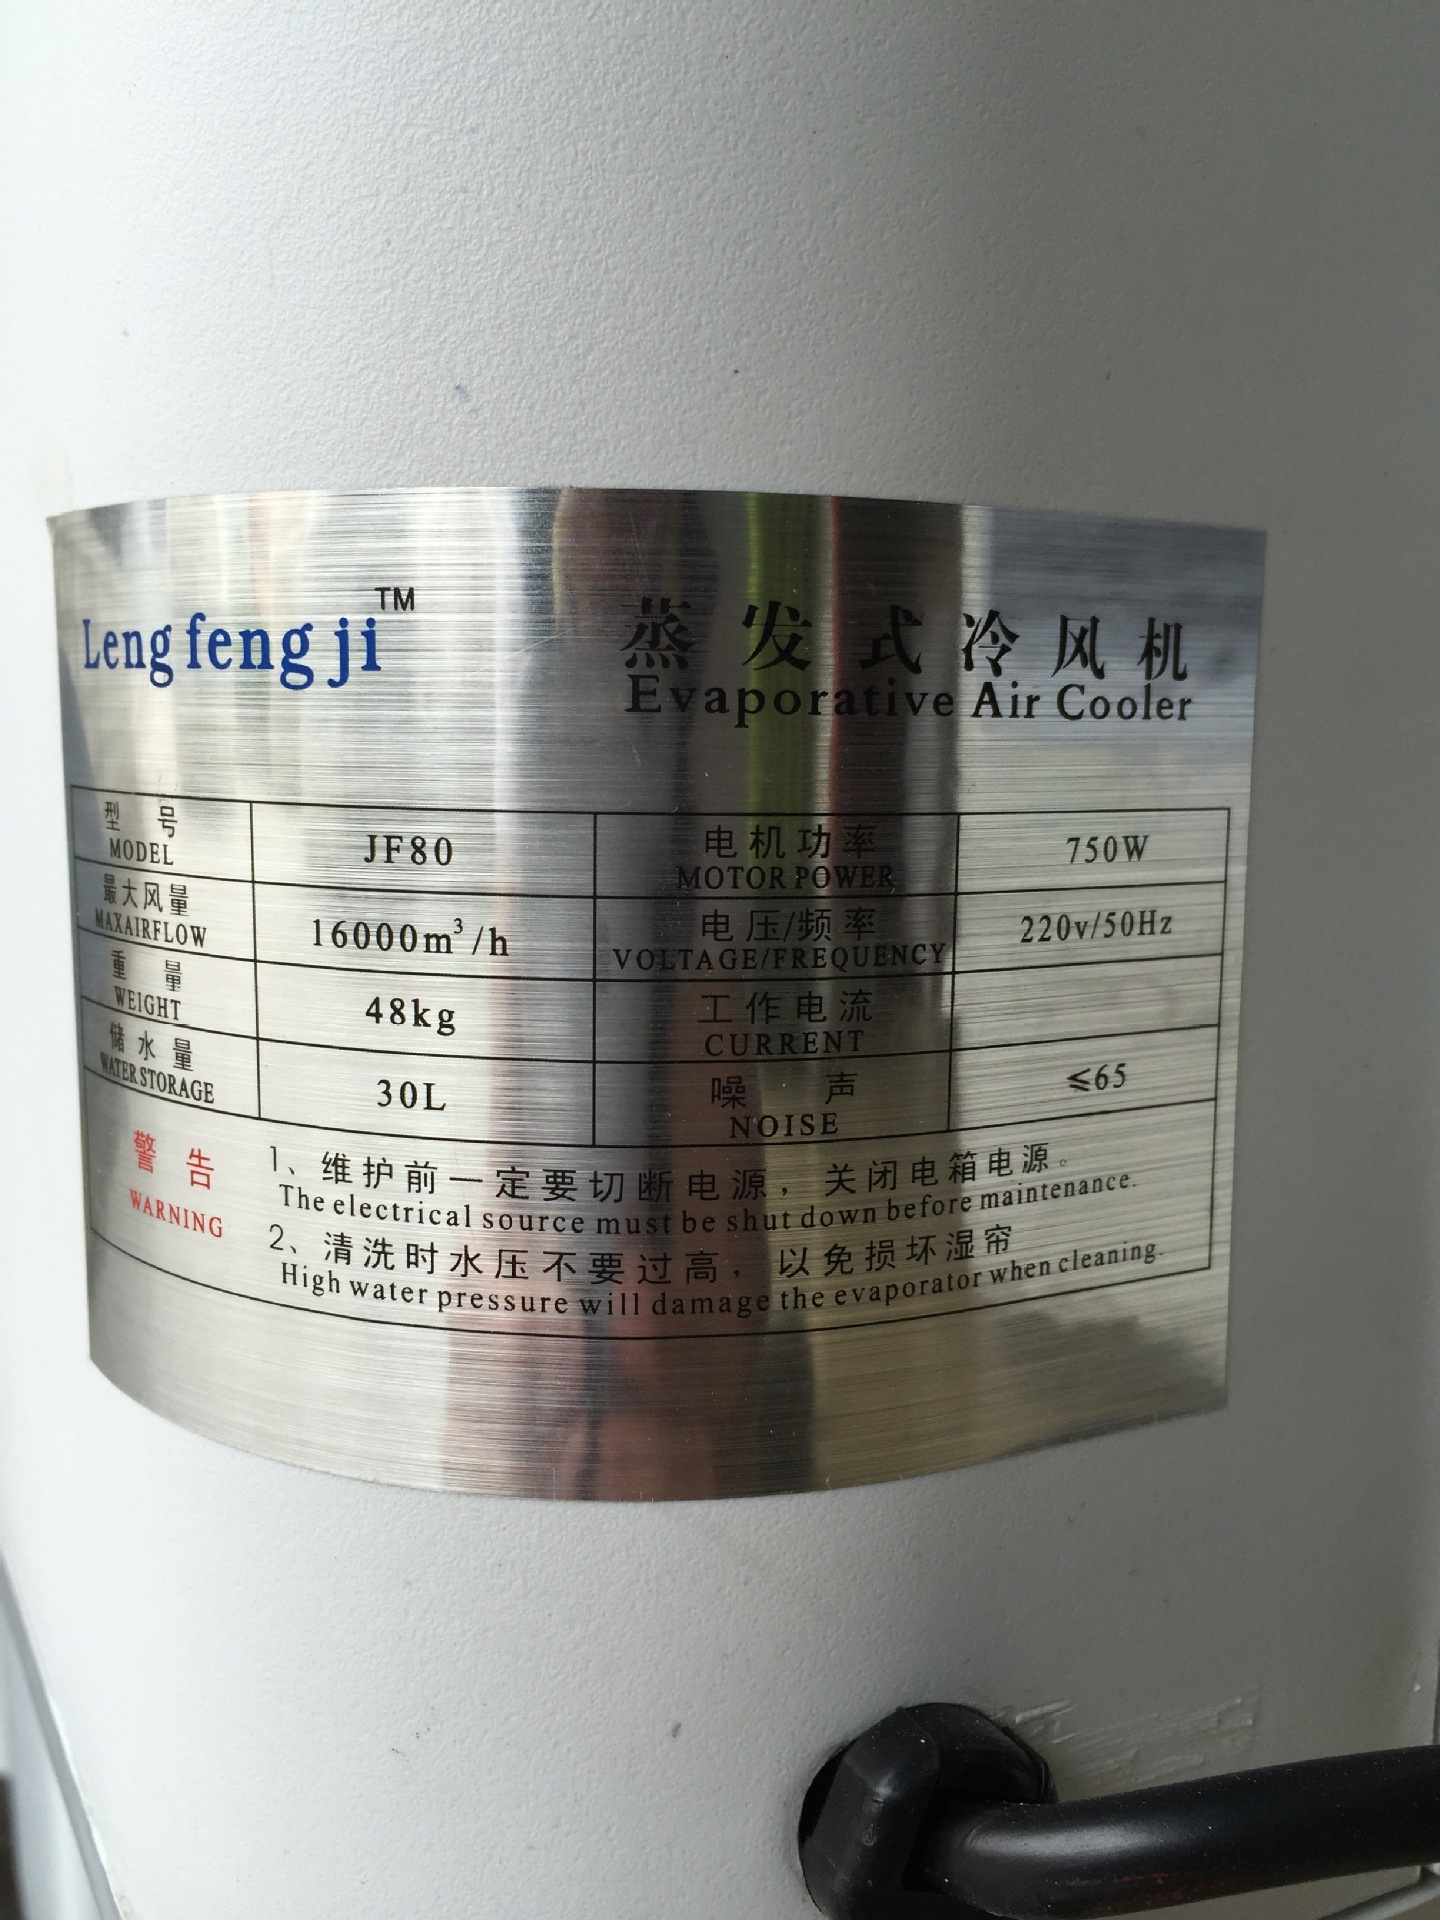 Leng feng ji™
蒸发式冷风机
Evaporative Air Cooler
型号 JF80 电机功率 750W
MODEL MOTOR POWER
最大风量 16000m³/h 电压/频率 220v/50Hz
MAXAIRFLOW VOLTAGE/FREQUENCY
重量 48kg 工作电流
WEIGHT CURRENT
储水量 30L 噪声 ≤65
WATER STORAGE NOISE
警告
WARNING
1、维护前一定要切断电源，关闭电箱电源。
The electrical source must be shut down before maintenance.
2、清洗时水压不要过高，以免损坏湿帘
High water pressure will damage the evaporator when cleaning.